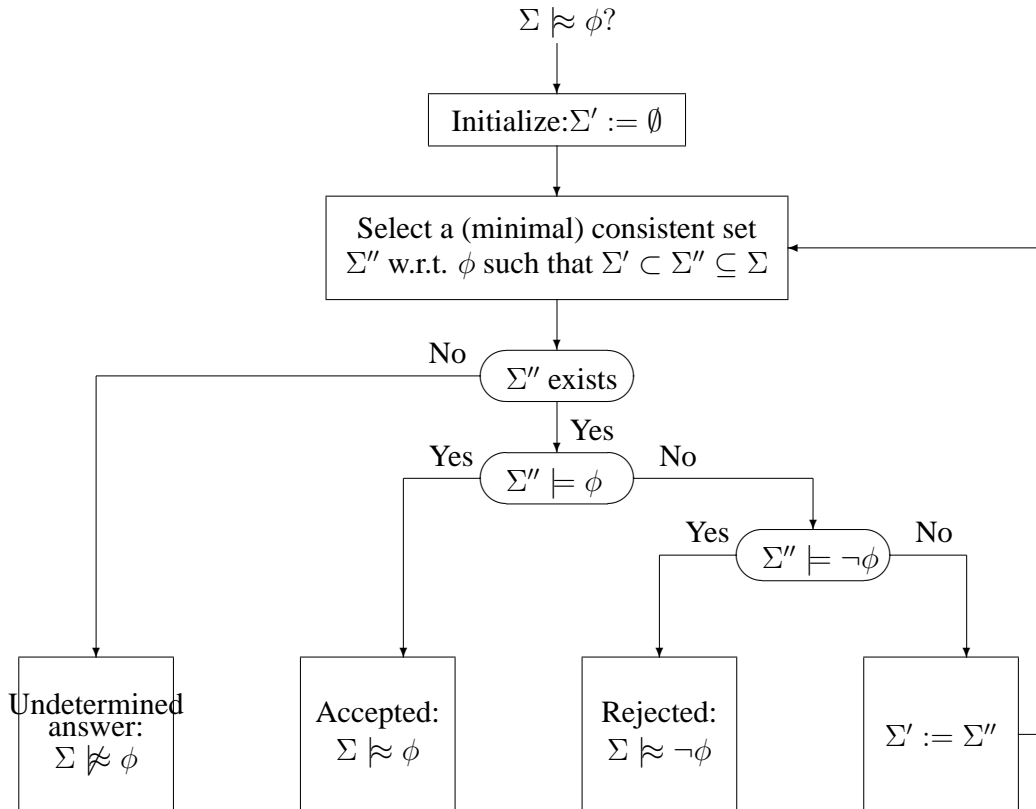 Σ |≈ ϕ?
Initialize:Σ′ := ∅
Select a (minimal) consistent set
Σ″ w.r.t. ϕ such that Σ′ ⊂ Σ″ ⊆ Σ
No
Σ″ exists
Yes
Yes
No
Σ″ ⊨ ϕ
Yes
No
Σ″ ⊨ ¬ϕ
Undetermined
answer:
Σ |≉ ϕ
Accepted:
Σ |≈ ϕ
Rejected:
Σ |≈ ¬ϕ
Σ′ := Σ″